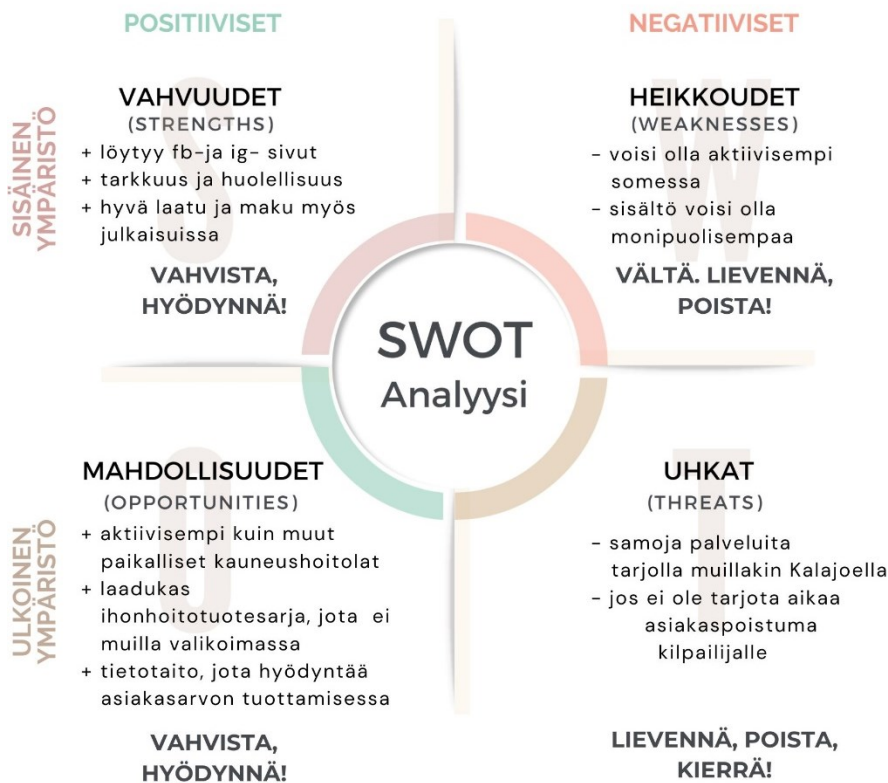 POSITIIVISET
NEGATIIVISET
SISÄINEN
YMPÄRISTÖ
S
VAHVUUDET
(STRENGTHS)
+ löytyy fb-ja ig- sivut
+ tarkkuus ja huolellisuus
+ hyvä laatu ja maku myös
julkaisuissa
VAHVISTA,
HYÖDYNNÄ!
W
HEIKKOUDET
(WEAKNESSES)
- voisi olla aktiivisempi
somessa
- sisältö voisi olla
monipuolisempaa
VÄLTÄ. LIEVENNÄ,
POISTA!
SWOT
Analyysi
ULKOINEN
YMPÄRISTÖ
O
MAHDOLLISUUDET
(OPPORTUNITIES)
+ aktiivisempi kuin muut
paikalliset kauneushoitolat
+ laadukas
ihonhoitotuotesarja, jota ei
muilla valikoimassa
+ tietotaito, jota hyödyntää
asiakasarvon tuottamisessa
VAHVISTA,
HYÖDYNNÄ!
T
UHKAT
(THREATS)
- samoja palveluita
tarjolla muillakin Kalajoella
- jos ei ole tarjota aikaa
asiakaspoistuma
kilpailijalle
LIEVENNÄ, POISTA,
KIERRÄ!